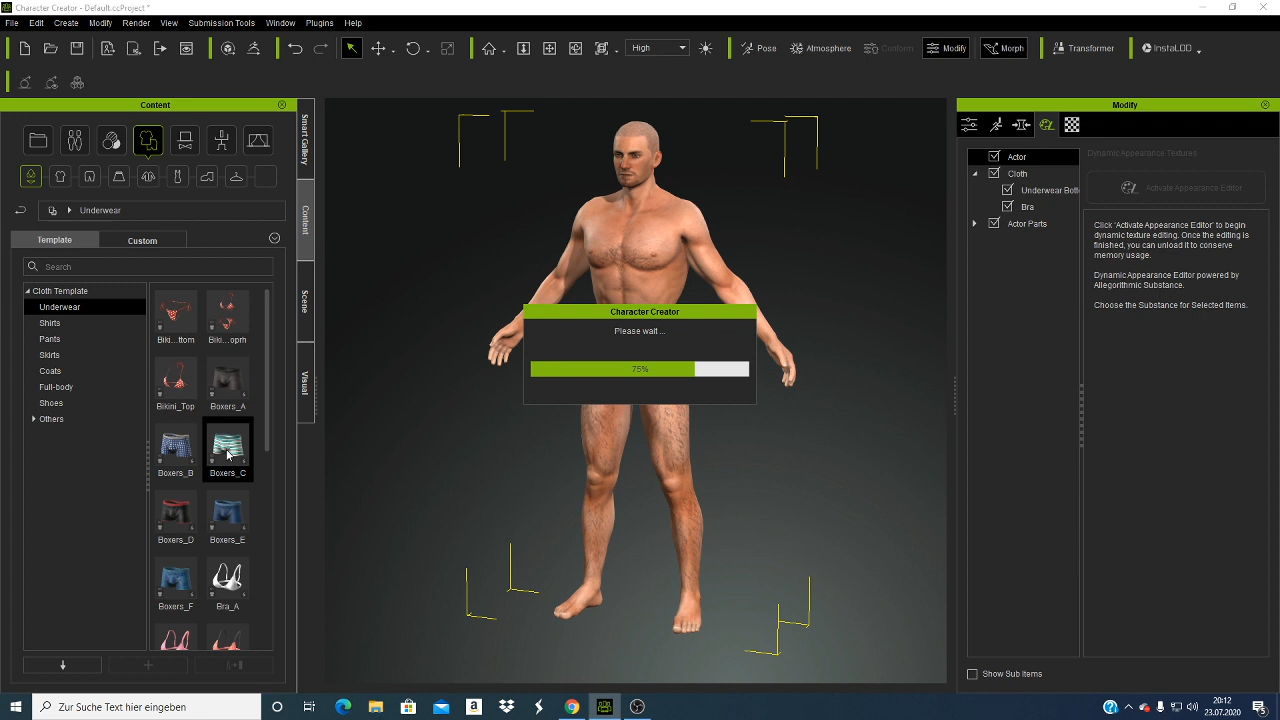 Character Creator - Default.ccProject *
File Edit Create Modify Render View Submission Tools Window Plugins Help
High Pose Atmosphere Conform Modify Morph Transformer InstaLOD
Content
Modify
Smart Gallery
Content
Scene
Visual
Underwear
Template Custom
Search
Cloth Template
Underwear
Shirts
Pants
Skirts
Coats
Full-body
Shoes
Others
Biki...ttom Biki...oprh
Bikini_Top Boxers_A
Boxers_B Boxers_C
Boxers_D Boxers_E
Boxers_F Bra_A
Character Creator
Please wait ...
75%
Actor
Cloth
Underwear Bott
Bra
Actor Parts
Show Sub Items
Dynamic Appearance Textures
Activate Appearance Editor
Click 'Activate Appearance Editor' to begin
dynamic texture editing. Once the editing is
finished, you can unload it to conserve
memory usage.
Dynamic Appearance Editor powered by
Allegorithmic Substance.
Choose the Substance for Selected Items.
Zur Suche Text hier eingeben
20:12
23.07.2020